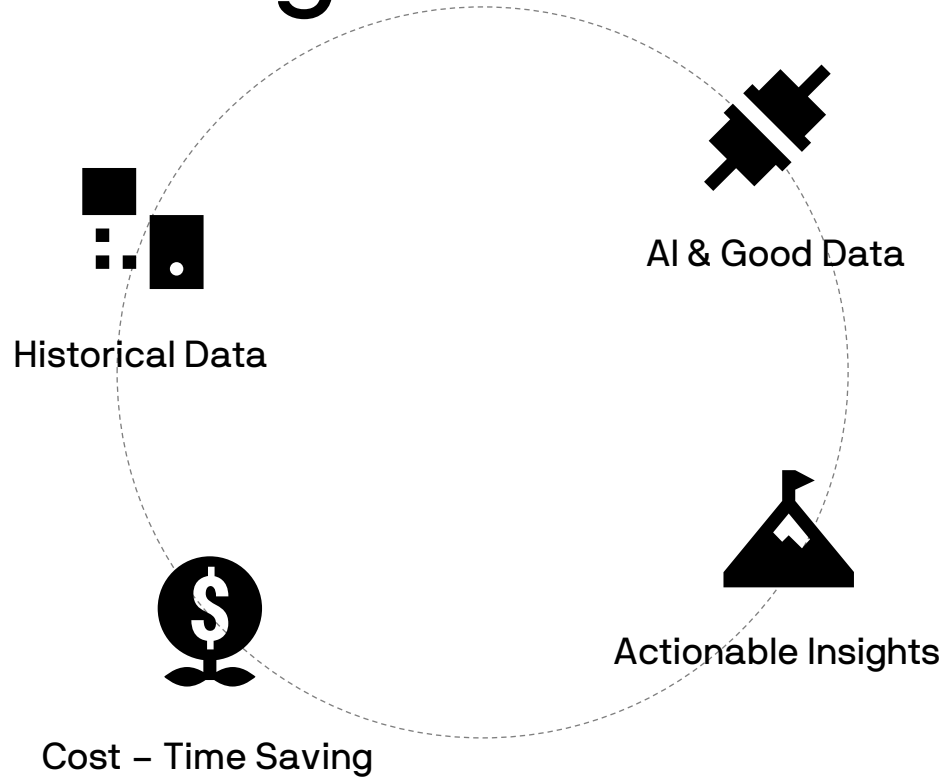 AI & Good Data
Historical Data
Actionable Insights
Cost – Time Saving